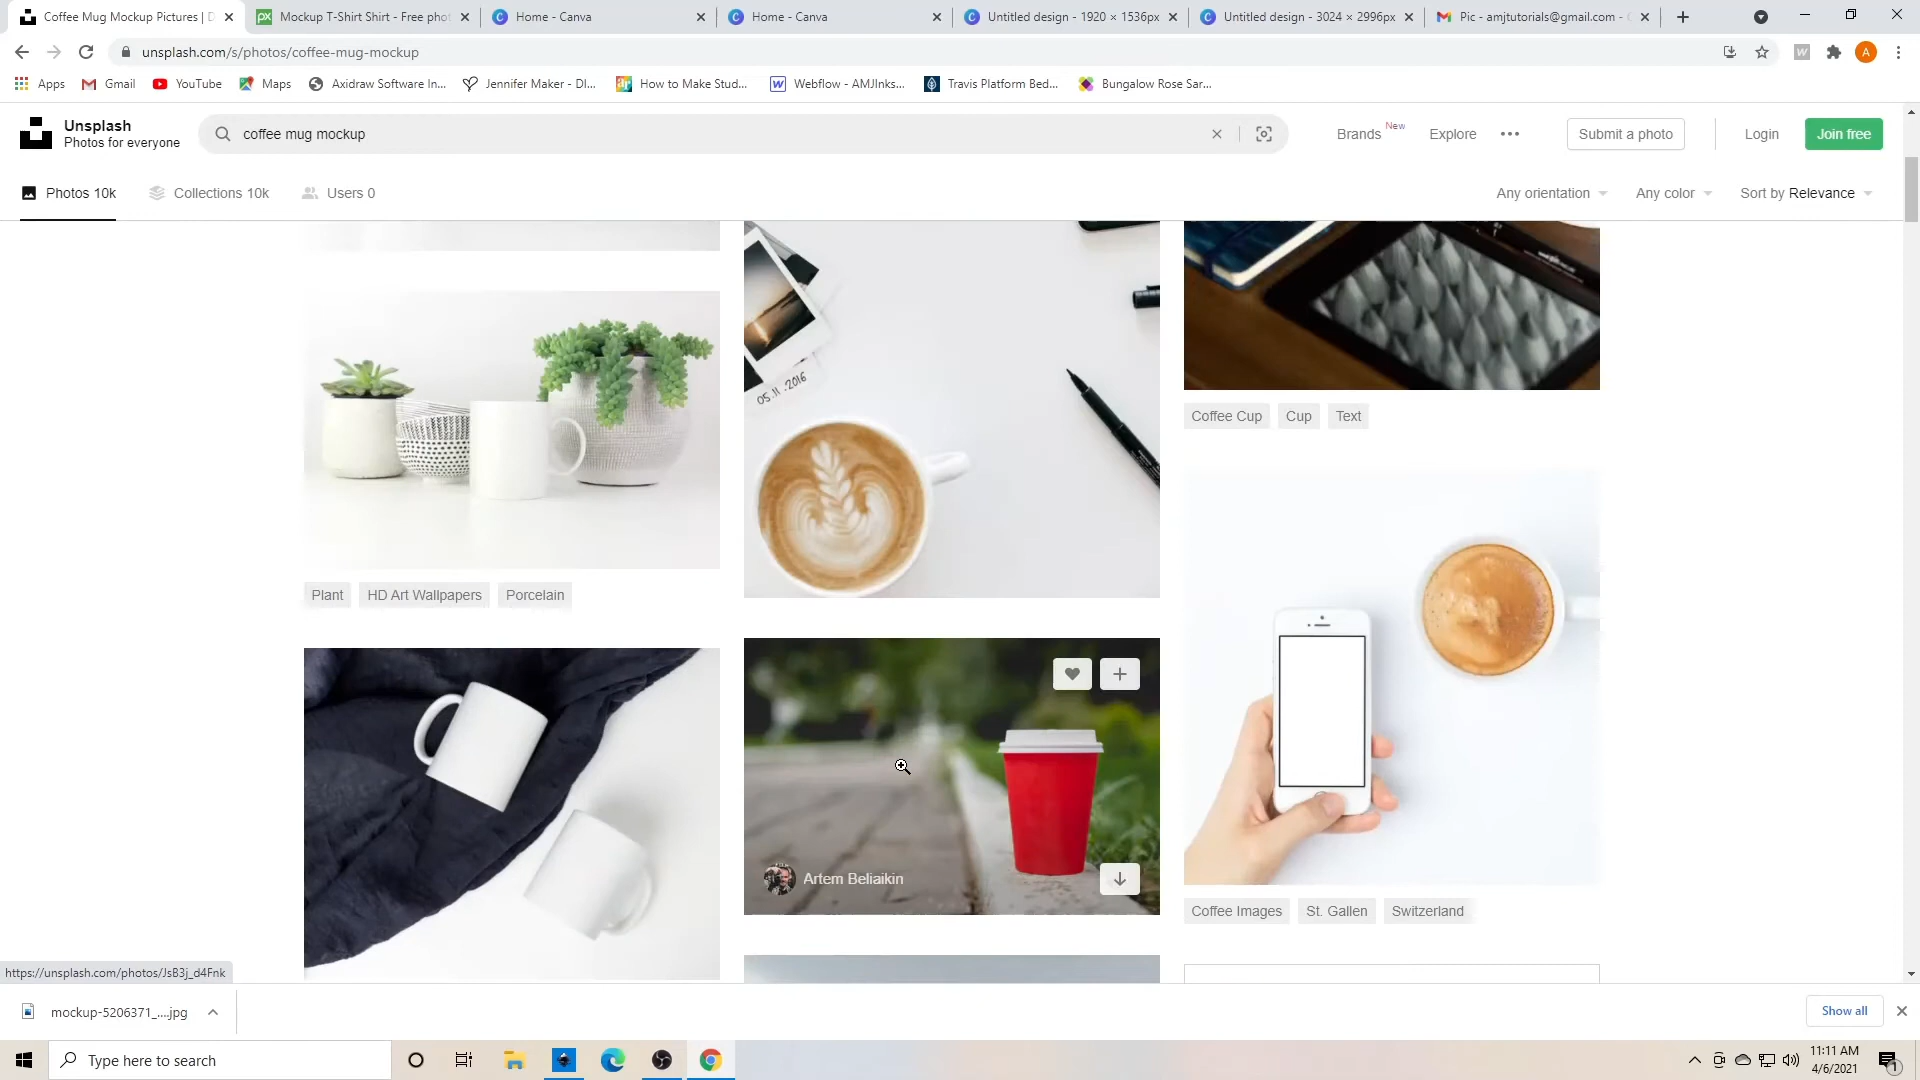 Coffee Mug Mockup Pictures | D
Mockup T-Shirt Shirt - Free phot
Home - Canva
Home - Canva
Untitled design - 1920 × 1536px
Untitled design - 3024 × 2996px
Pic - amjtutorials@gmail.com -
unsplash.com/s/photos/coffee-mug-mockup
A
Apps
Gmail
YouTube
Maps
Axidraw Software In...
Jennifer Maker - DI...
How to Make Stud...
Webflow - AMJInks...
Travis Platform Bed...
Bungalow Rose Sar...
Unsplash
Photos for everyone
coffee mug mockup
Brands New
Explore
Submit a photo
Login
Join free
Photos 10k
Collections 10k
Users 0
Any orientation
Any color
Sort by Relevance
05.11.2016
Coffee Cup
Cup
Text
Plant
HD Art Wallpapers
Porcelain
Artem Beliaikin
Coffee Images
St. Gallen
Switzerland
https://unsplash.com/photos/JsB3j_d4Fnk
mockup-5206371_....jpg
Show all
Type here to search
11:11 AM
4/6/2021
1